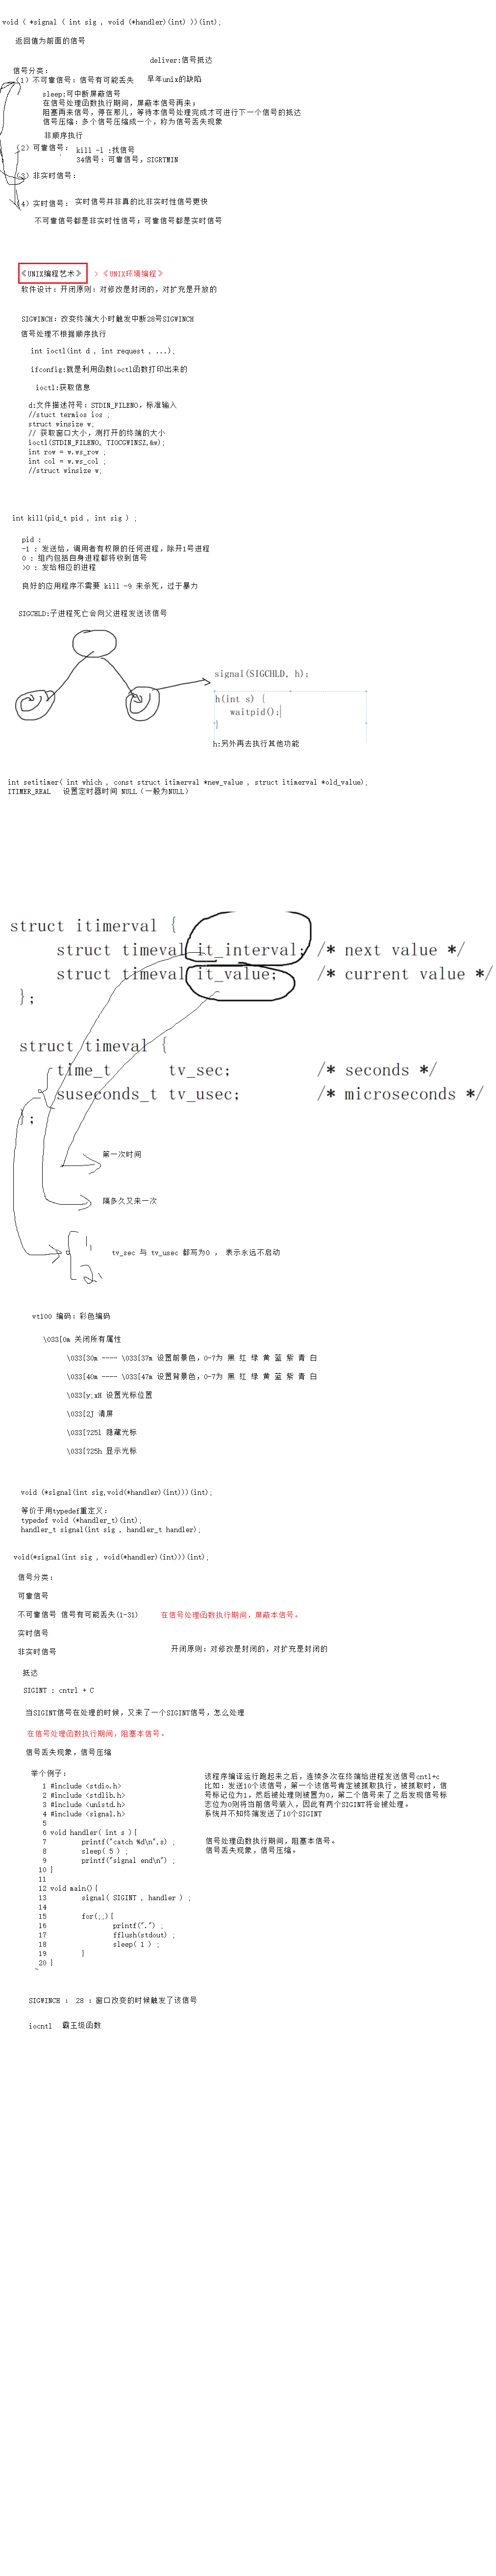 void ( *signal ( int sig , void (*handler)(int) ))(int);
返回值为前面的信号
deliver:信号抵达
信号分类:
(1) 不可靠信号: 信号有可能丢失
早年unix的缺陷
sleep:可中断屏蔽信号
在信号处理函数执行期间, 屏蔽本信号再来;
阻塞再来信号, 停在那儿, 等待本信号处理完成才可进行下一个信号的抵达
信号压缩: 多个信号压缩成一个, 称为信号丢失现象
非顺序执行
(2) 可靠信号:
kill -l :找信号
34信号: 可靠信号, SIGRTMIN
(3) 非实时信号:
(4) 实时信号:
实时信号并非真的比非实时性信号更快
不可靠信号都是非实时性信号; 可靠信号都是实时信号
《UNIX编程艺术》 > 《UNIX环境编程》
软件设计: 开闭原则: 对修改是封闭的, 对扩充是开放的
SIGWINCH: 改变终端大小时触发中断28号SIGWINCH
信号处理不根据顺序执行
int ioctl(int d , int request , ...);
ifconfig:就是利用函数ioctl函数打印出来的
ioctl:获取信息
d:文件描述符号: STDIN_FILENO, 标准输入
//stuct termios ios ;
struct winsize w;
// 获取窗口大小, 测打开的终端的大小
ioctl(STDIN_FILENO, TIOCGWINSZ,&w);
int row = w.ws_row ;
int col = w.ws_col ;
//struct winsize w;
int kill(pid_t pid , int sig ) ;
pid :
-1 : 发送给, 调用者有权限的任何进程, 除开1号进程
0 : 组内包括自身进程都将收到信号
>0 : 发给相应的进程
良好的应用程序不需要 kill -9 来杀死, 过于暴力
SIGCHLD:子进程死亡会向父进程发送该信号
signal(SIGCHLD, h);
h(int s) {
waitpid();
}
h:另外再去执行其他功能
int setitimer( int which , const struct itimerval *new_value , struct itimerval *old_value);
ITIMER_REAL 设置定时器时间 NULL (一般为NULL)
struct itimerval {
struct timeval it_interval; /* next value */
struct timeval it_value; /* current value */
};
struct timeval {
time_t tv_sec; /* seconds */
suseconds_t tv_usec; /* microseconds */
};
第一次时间
隔多久又来一次
1,
2,
tv_sec 与 tv_usec 都写为0 , 表示永远不启动
vt100 编码: 彩色编码
\033[0m 关闭所有属性
\033[30m ---- \033[37m 设置前景色, 0-7为 黑 红 绿 黄 蓝 紫 青 白
\033[40m ---- \033[47m 设置背景色, 0-7为 黑 红 绿 黄 蓝 紫 青 白
\033[y;xH 设置光标位置
\033[2J 清屏
\033[?25l 隐藏光标
\033[?25h 显示光标
void (*signal(int sig,void(*handler)(int)))(int);
等价于用typedef重定义:
typedef void (*handler_t)(int);
handler_t signal(int sig , handler_t handler);
void(*signal(int sig , void(*handler)(int)))(int);
信号分类:
可靠信号
不可靠信号 信号有可能丢失(1-31) 在信号处理函数执行期间, 屏蔽本信号。
实时信号
非实时信号
开闭原则: 对修改是封闭的, 对扩充是封闭的
抵达
SIGINT : cntrl + C
当SIGINT信号在处理的时候, 又来了一个SIGINT信号, 怎么处理
在信号处理函数执行期间, 阻塞本信号。
信号丢失现象, 信号压缩
举个例子:
1 #include <stdio.h>
2 #include <stdlib.h>
3 #include <unistd.h>
4 #include <signal.h>
5
6 void handler( int s ){
7 printf("catch %d\n",s) ;
8 sleep( 5 ) ;
9 printf("signal end\n") ;
10 }
11
12 void main(){
13 signal( SIGINT , handler ) ;
14
15 for(;;){
16 printf(".") ;
17 fflush(stdout) ;
18 sleep( 1 ) ;
19 }
20 }
~
该程序编译运行跑起来之后, 连续多次在终端给进程发送信号cntl+c
比如: 发送10个该信号, 第一个该信号肯定被抓取执行, 被抓取时, 信
号标记位为1, 然后被处理则被置为0, 第二个信号来了之后发现信号标
志位为0则将当前信号装入, 因此有两个SIGINT将会被处理。
系统并不知终端发送了10个SIGINT
信号处理函数执行期间, 阻塞本信号。
信号丢失现象, 信号压缩。
SIGWINCH : 28 : 窗口改变的时候触发了该信号
iocntl 霸王级函数